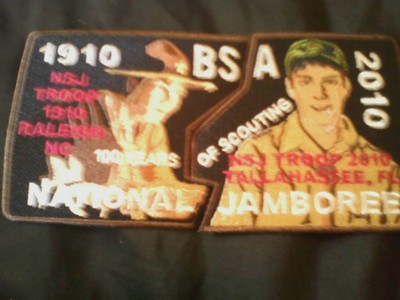 1910
BSA
2010
NSJ
TROOP
1910
RALEIGH
NC
100 YEARS
OF SCOUTING
NSJ TROOP 2010
TALLAHASSEE, FL
NATIONAL JAMBOREE